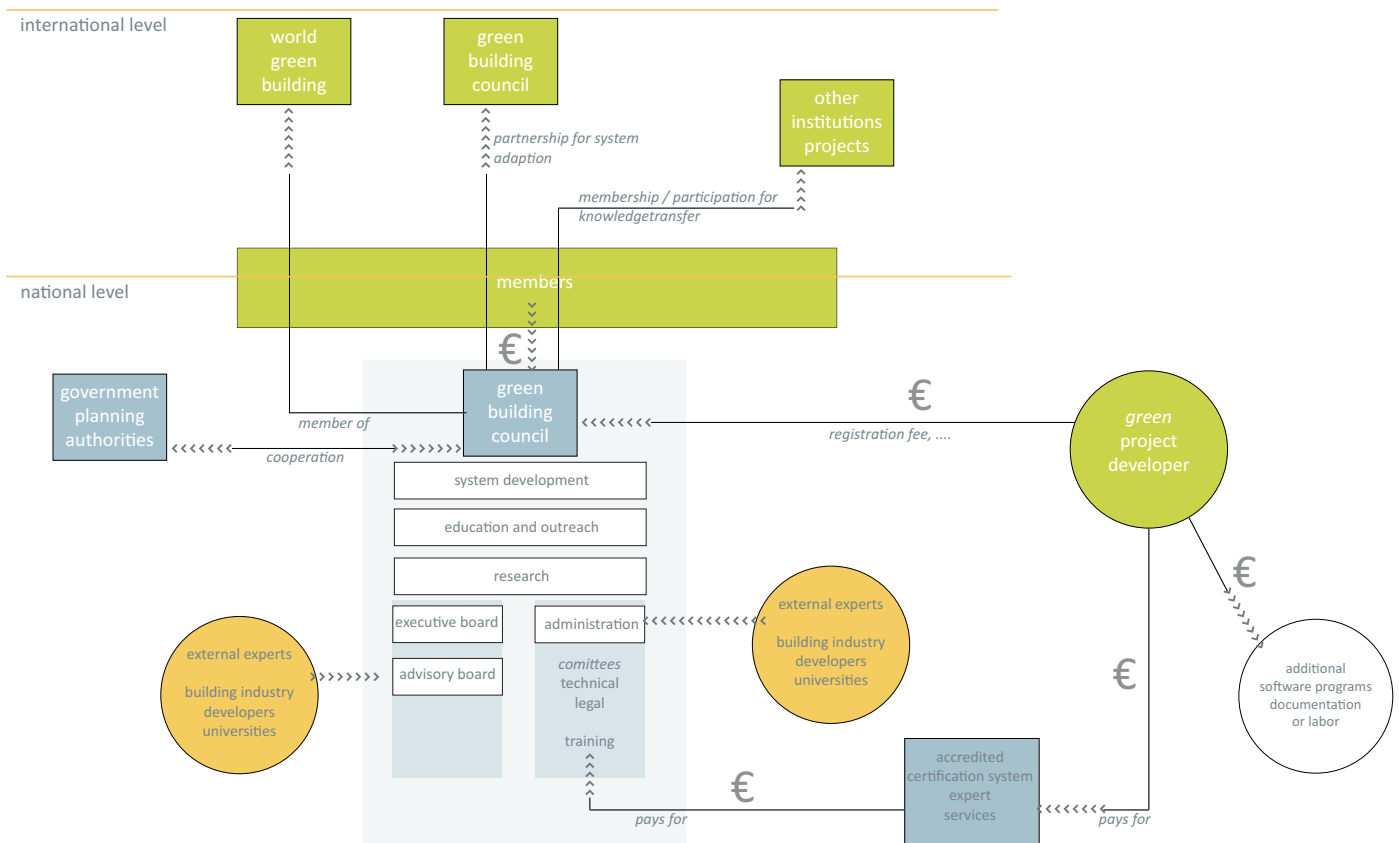 international level
world
green
building
green
building
council
other
institutions
projects
partnership for system
adaption
membership / participation for
knowledgetransfer
members
national level
€
government
planning
authorities
green
building
council
member of
cooperation
€
registration fee, ....
green
project
developer
system development
education and outreach
research
executive board
advisory board
administration
comittees
technical
legal
training
external experts
building industry
developers
universities
external experts
building industry
developers
universities
€
€
additional
software programs
documentation
or labor
accredited
certification system
expert
services
€
pays for
pays for